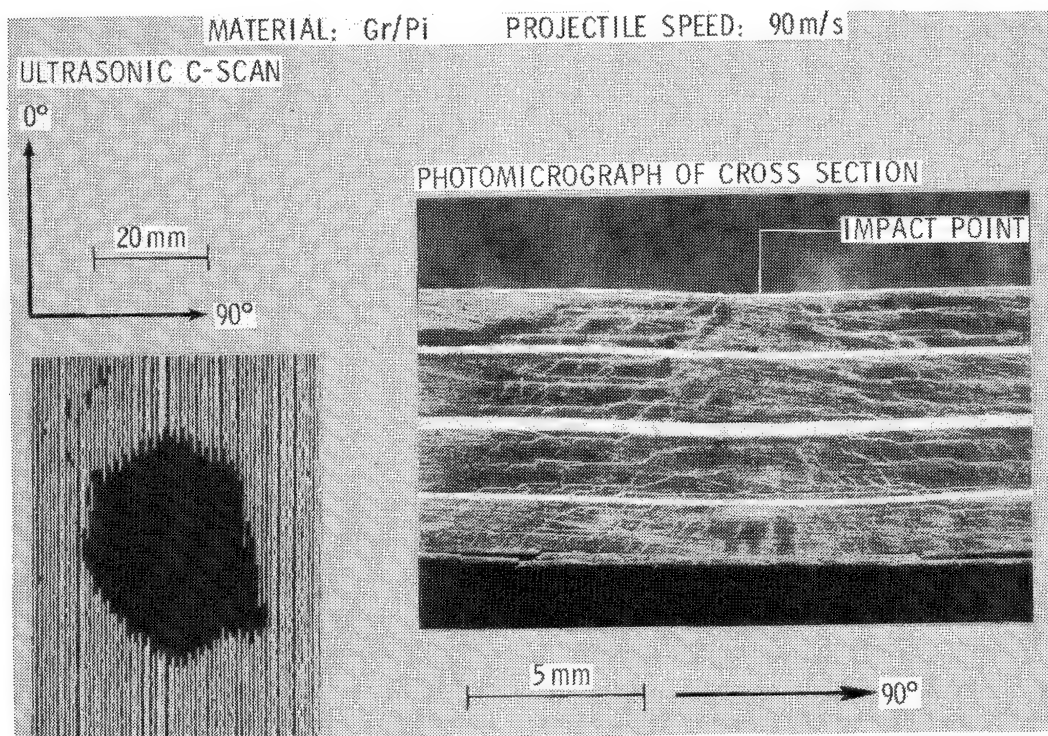 MATERIAL: Gr/Pi PROJECTILE SPEED: 90 m/s
ULTRASONIC C-SCAN
0°
20 mm
90°
PHOTOMICROGRAPH OF CROSS SECTION
IMPACT POINT
5 mm
90°